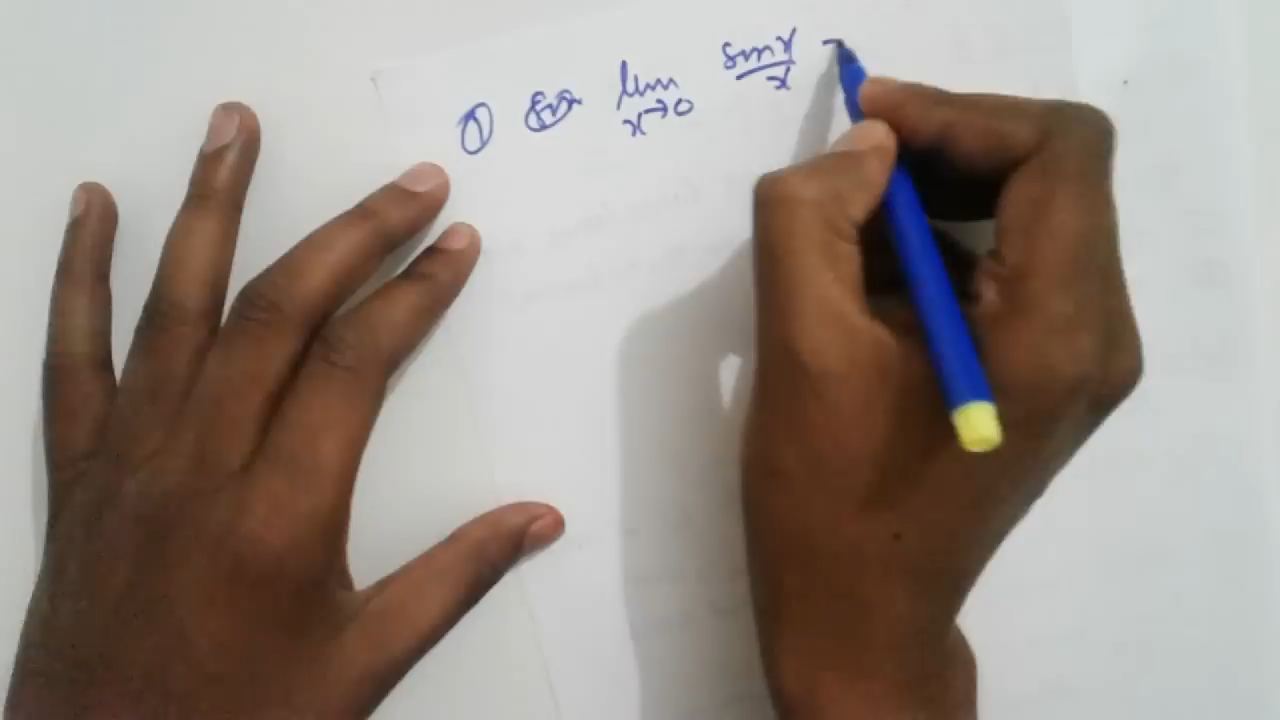 ① lim x→0 sinx/x =